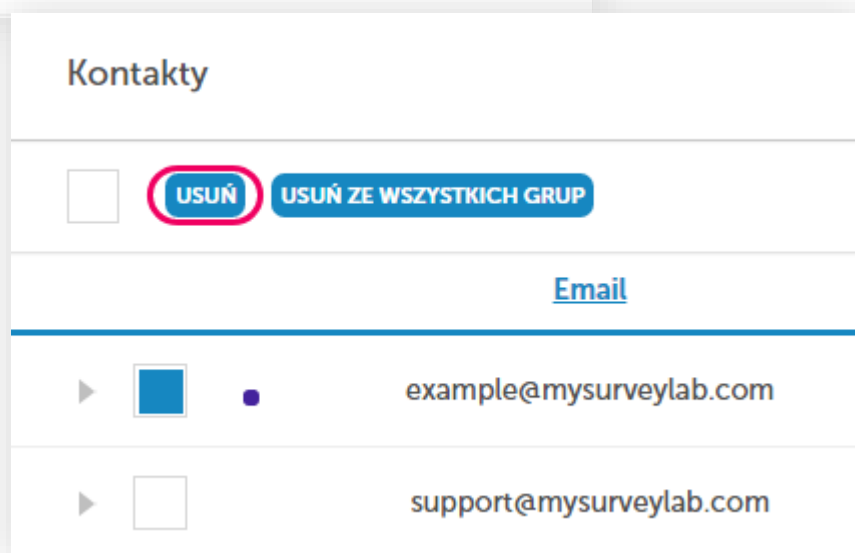 Kontakty
USUŃ USUŃ ZE WSZYSTKICH GRUP
Email
example@mysurveylab.com
support@mysurveylab.com